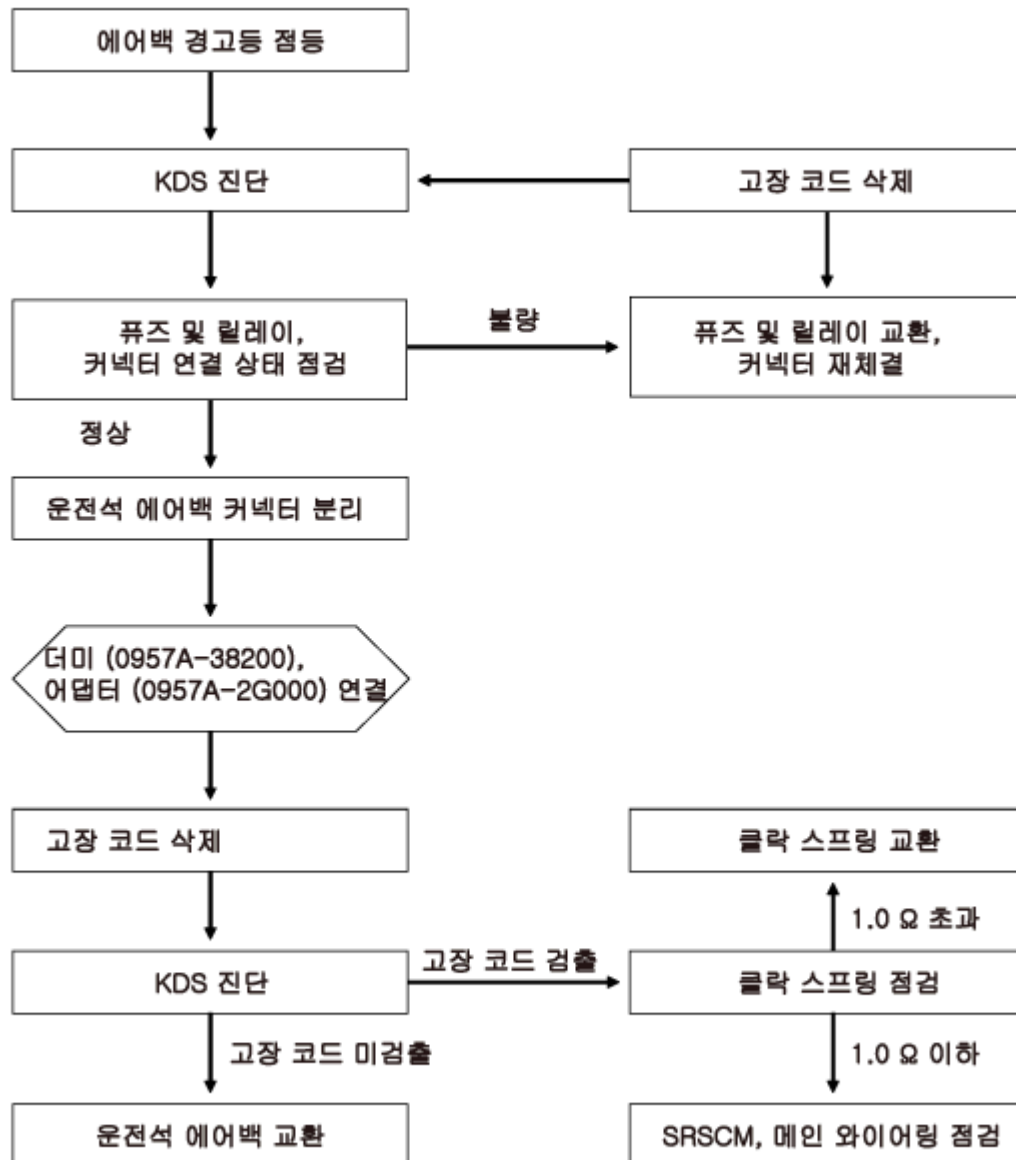 에어백 경고등 점등
KDS 진단
고장 코드 삭제
퓨즈 및 릴레이,
커넥터 연결 상태 점검
불량
퓨즈 및 릴레이 교환,
커넥터 재체결
정상
운전석 에어백 커넥터 분리
더미 (0957A-38200),
어댑터 (0957A-2G000) 연결
고장 코드 삭제
클락 스프링 교환
1.0 Ω 초과
KDS 진단
고장 코드 검출
클락 스프링 점검
고장 코드 미검출
1.0 Ω 이하
운전석 에어백 교환
SRSCM, 메인 와이어링 점검